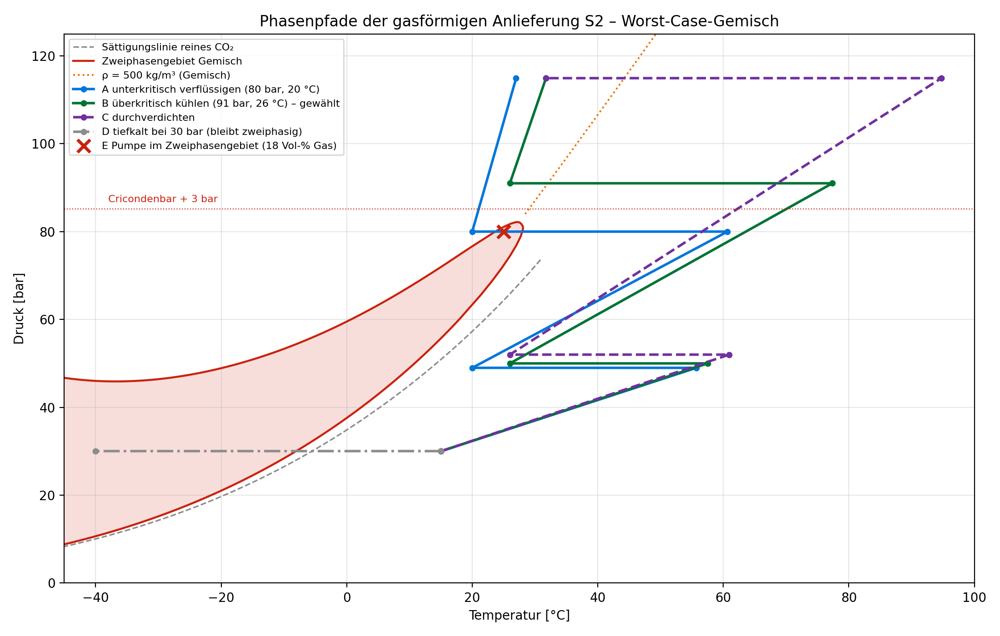 Phasenpfade der gasförmigen Anlieferung S2 – Worst-Case-Gemisch
Sättigungslinie reines CO₂
Zweiphasengebiet Gemisch
ρ = 500 kg/m³ (Gemisch)
A unterkritisch verflüssigen (80 bar, 20 °C)
B überkritisch kühlen (91 bar, 26 °C) – gewählt
C durchverdichten
D tiefkalt bei 30 bar (bleibt zweiphasig)
E Pumpe im Zweiphasengebiet (18 Vol-% Gas)
Cricondenbar + 3 bar
Druck [bar]
120
100
80
60
40
20
0
−40
−20
0
20
40
60
80
100
Temperatur [°C]